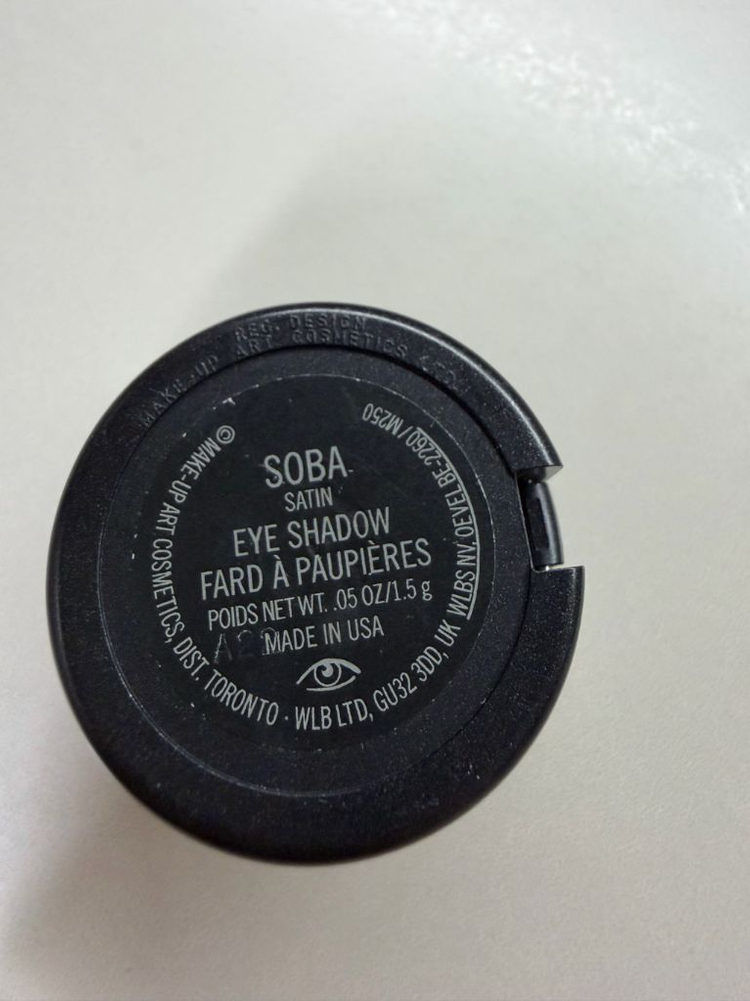 REG. DESIGN
MAKE-UP ART COSMETICS
SOBA
SATIN
EYE SHADOW
FARD À PAUPIÈRES
POIDS NET WT. .05 OZ/1.5 g
MADE IN USA
©MAKE-UP ART COSMETICS, DIST. TORONTO · WLB LTD, GU32 3DD, UK WLBS NV, OEVEL BE-2260 / M250